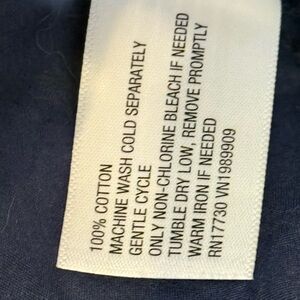 100% COTTON
MACHINE WASH COLD SEPARATELY
GENTLE CYCLE
ONLY NON-CHLORINE BLEACH IF NEEDED
TUMBLE DRY LOW, REMOVE PROMPTLY
WARM IRON IF NEEDED
RN17730 VN1989909